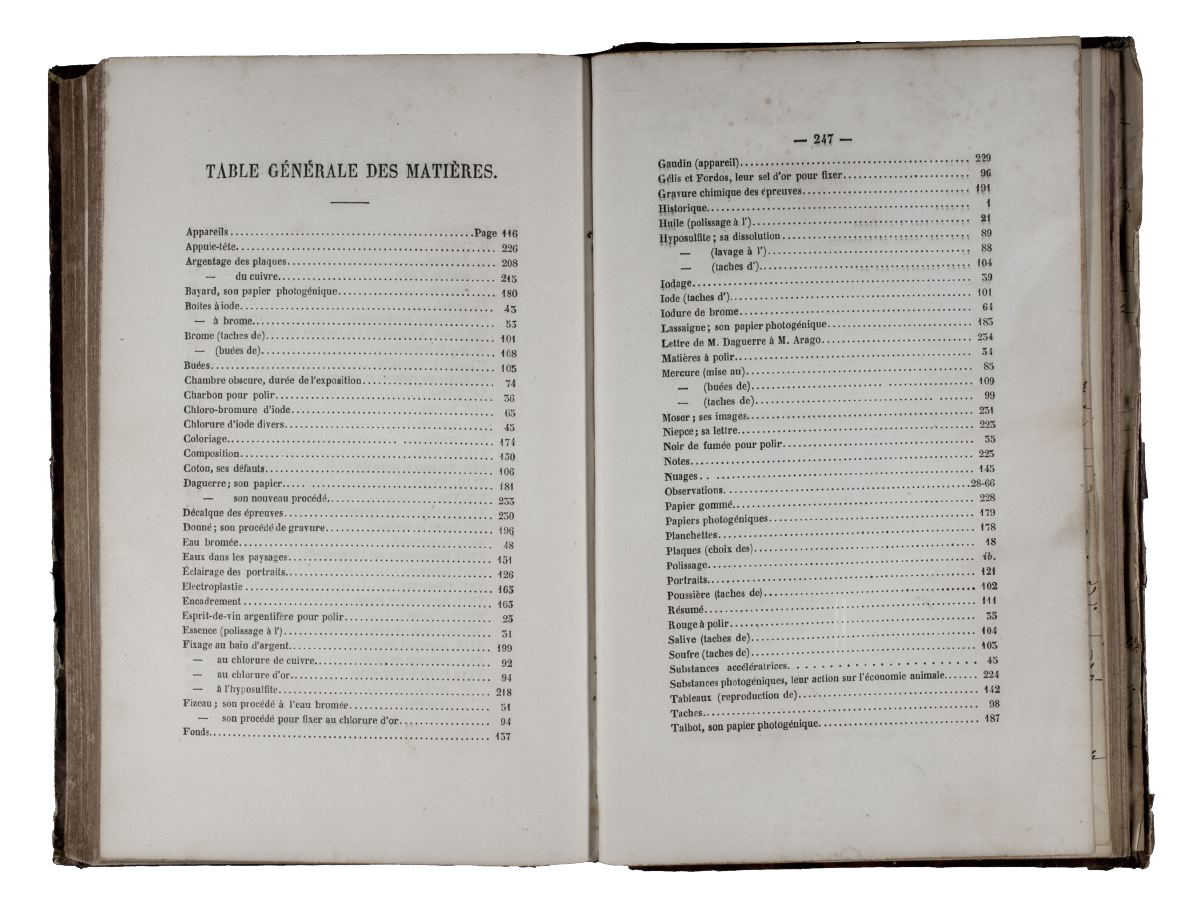 TABLE GÉNÉRALE DES MATIÈRES.
Appareils........Page 116
Appuie-tête........226
Argentage des plaques........208
— du cuivre........215
Bayard, son papier photogénique........180
Boites à iode........43
— à brome........53
Brome (taches de)........101
— (buées de)........108
Buées........105
Chambre obscure, durée de l'exposition........74
Charbon pour polir........36
Chloro-bromure d'iode........65
Chlorure d'iode divers........45
Coloriage........174
Composition........130
Coton, ses défauts........106
Daguerre; son papier........181
— son nouveau procédé........233
Décalque des épreuves........230
Donné; son procédé de gravure........196
Eau bromée........48
Eaux dans les paysages........151
Éclairage des portraits........126
Electroplastie........163
Encadrement........165
Esprit-de-vin argentifère pour polir........25
Essence (polissage à l')........31
Fixage au bain d'argent........199
— au chlorure de cuivre........92
— au chlorure d'or........94
— à l'hyposulfite........218
Fizeau; son procédé à l'eau bromée........51
— son procédé pour fixer au chlorure d'or........94
Fonds........137
— 247 —
Gaudin (appareil)........229
Gélis et Fordos, leur sel d'or pour fixer........96
Gravure chimique des épreuves........191
Historique........1
Huile (polissage à l')........21
Hyposulfite; sa dissolution........89
— (lavage à l')........88
— (taches d')........104
Iodage........39
Iode (taches d')........101
Iodure de brome........64
Lassaigne; son papier photogénique........183
Lettre de M. Daguerre à M. Arago........234
Matières à polir........34
Mercure (mise au)........85
— (buées de)........109
— (taches de)........99
Moser; ses images........231
Niepce; sa lettre........223
Noir de fumée pour polir........35
Notes........223
Nuages........145
Observations........28-66
Papier gommé........228
Papiers photogéniques........179
Planchettes........178
Plaques (choix des)........18
Polissage........ib.
Portraits........121
Poussière (taches de)........102
Résumé........111
Rouge à polir........35
Salive (taches de)........104
Soufre (taches de)........103
Substances accélératrices........45
Substances photogéniques, leur action sur l'économie animale........224
Tableaux (reproduction de)........142
Taches........98
Talbot, son papier photogénique........187